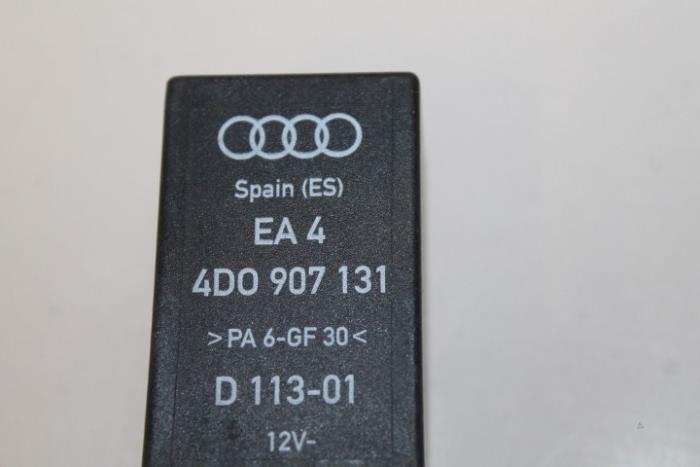 Spain (ES)
EA 4
4D0 907 131
>PA 6-GF 30<
D 113-01
12V-